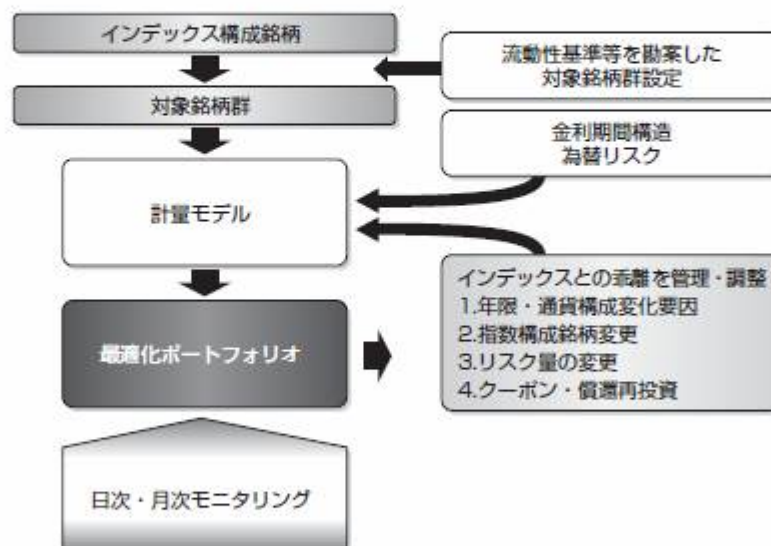 インデックス構成銘柄
流動性基準等を勘案した
対象銘柄群設定
対象銘柄群
金利期間構造
為替リスク
計量モデル
インデックスとの乖離を管理・調整
1.年限・通貨構成変化要因
2.指数構成銘柄変更
3.リスク量の変更
4.クーポン・償還再投資
最適化ポートフォリオ
日次・月次モニタリング